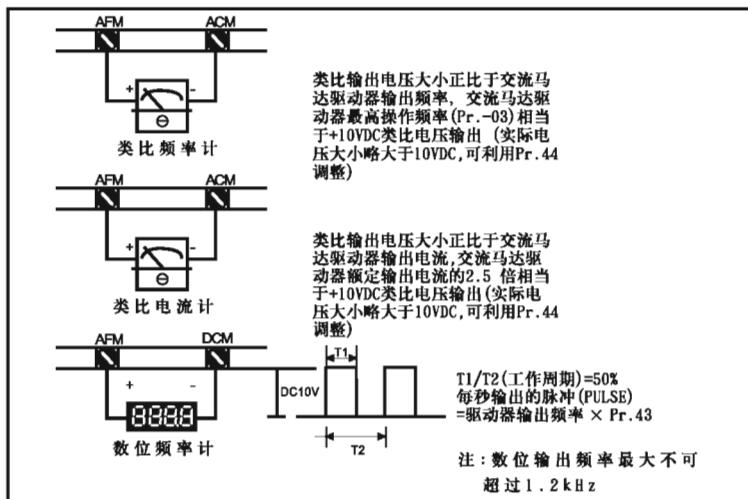 AFM ACM
+ -
类比频率计
类比输出电压大小正比于交流马
达驱动器输出频率，交流马达驱
动器最高操作频率(Pr.-03)相当
于+10VDC类比电压输出 (实际电
压大小略大于10VDC,可利用Pr.44
调整)
AFM ACM
+ -
类比电流计
类比输出电压大小正比于交流马
达驱动器输出电流,交流马达驱
动器额定输出电流的2.5 倍相当
于+10VDC类比电压输出(实际电
压大小略大于10VDC,可利用Pr.44
调整)
AFM DCM
+ -
8888
数位频率计
DC10V
T1
T2
T1/T2(工作周期)=50%
每秒输出的脉冲(PULSE)
=驱动器输出频率 × Pr.43
注：数位输出频率最大不可
超过1.2kHz